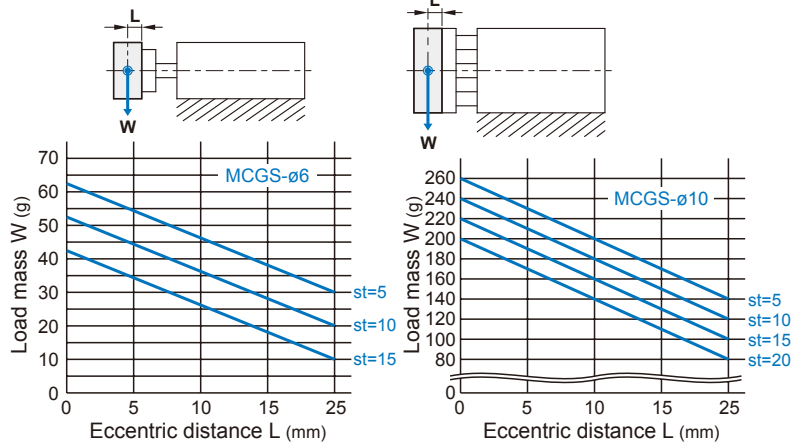 L
W
L
W
MCGS-ø6
Load mass W (g)
70
60
50
40
30
20
10
0
st=5
st=10
st=15
0 5 10 15 25
Eccentric distance L (mm)
MCGS-ø10
Load mass W (g)
260
240
220
200
180
160
140
120
100
80
0
st=5
st=10
st=15
st=20
0 5 10 15 25
Eccentric distance L (mm)